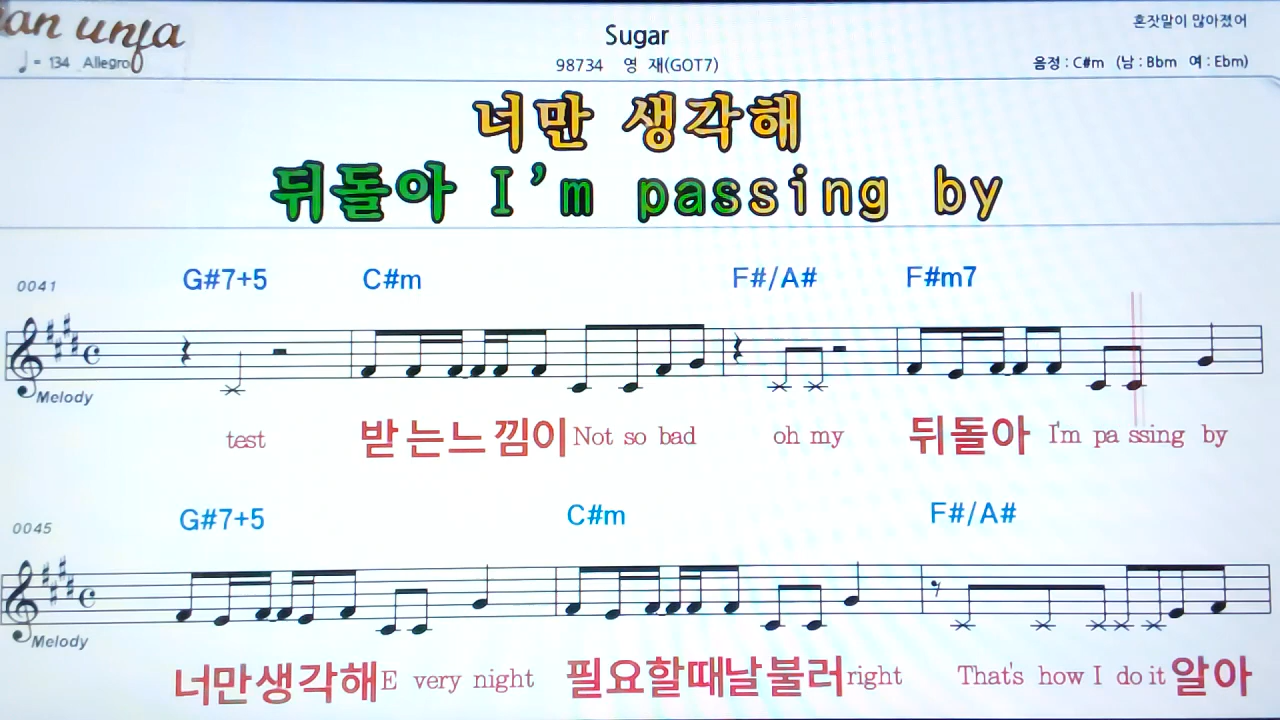 an unfa
혼잣말이 많아졌어
Sugar
♩= 134 Allegro
98734 영 재(GOT7)
음정 : C#m (남 : Bbm 여 : Ebm)
너만 생각해
뒤돌아 I'm passing by
0041 G#7+5 C#m F#/A# F#m7
Melody
test 받 는느 낌이 Not so bad oh my 뒤돌아 I'm pa ssing by
0045 G#7+5 C#m F#/A#
Melody
너만생각해 E very night 필요할때날불러 right That's how I do it 알아